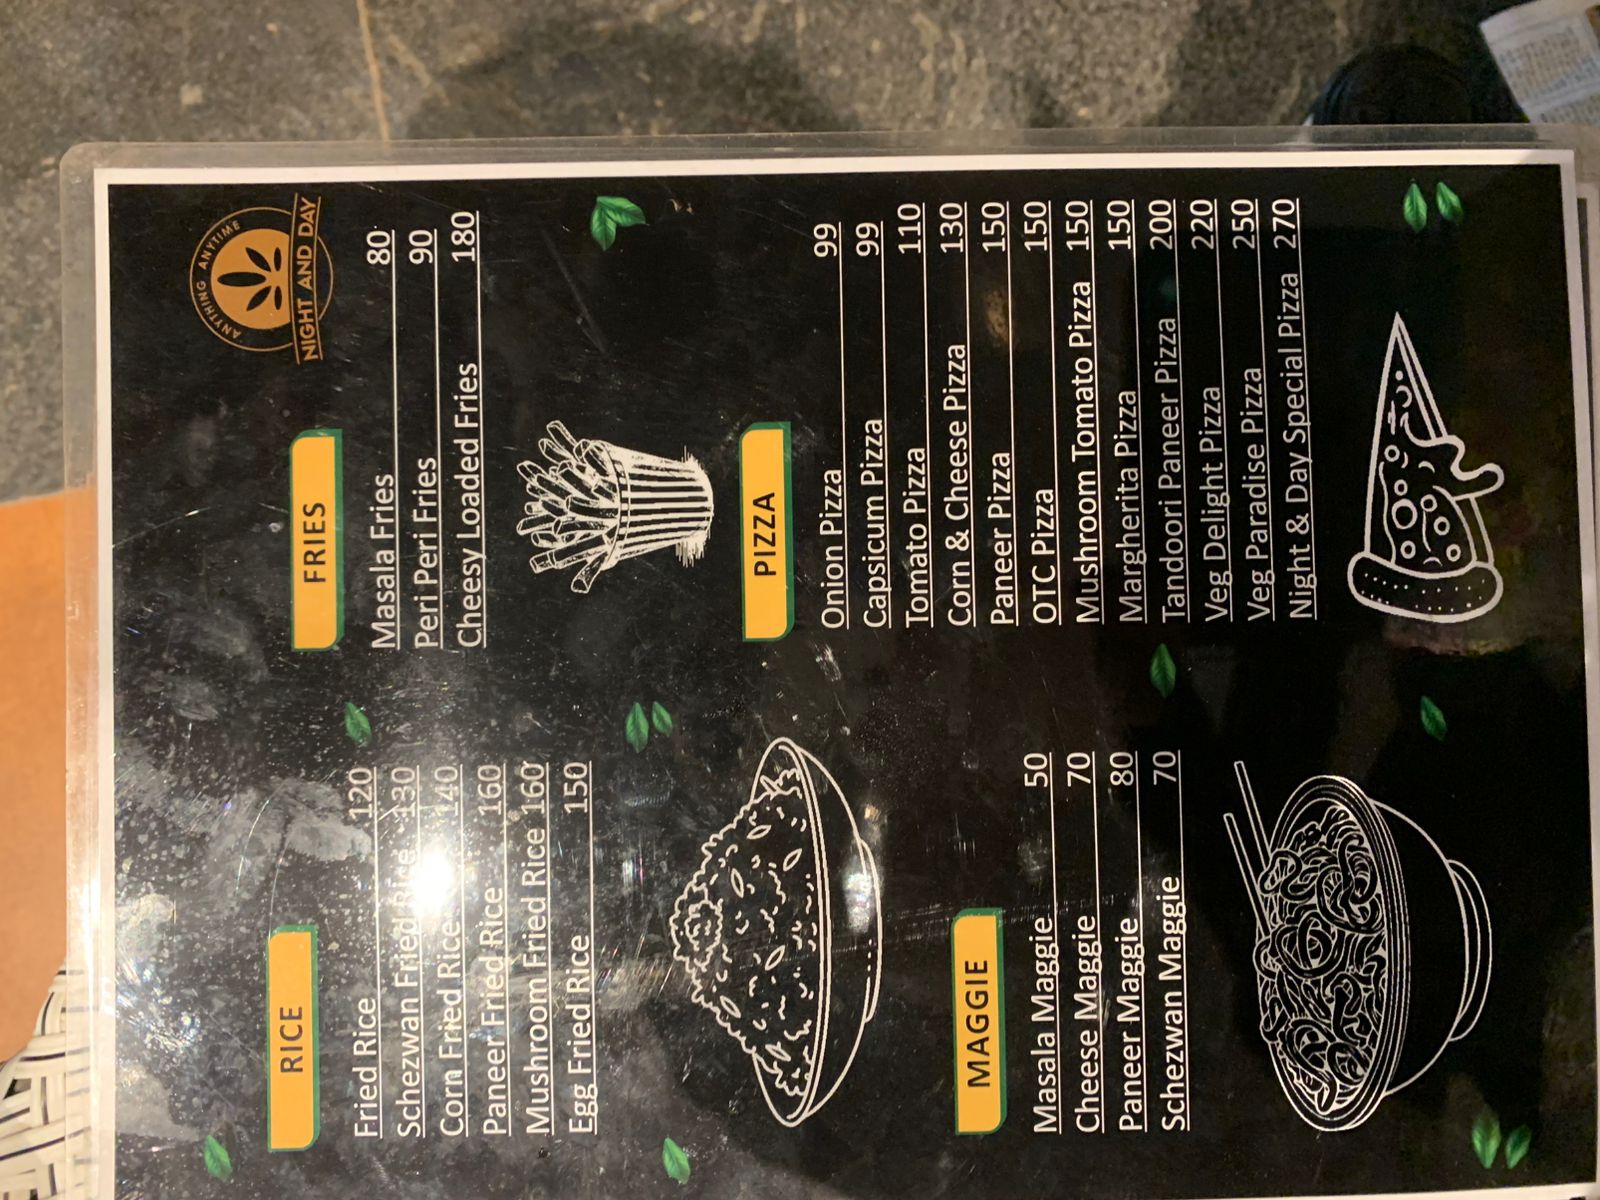 ANYTHING ANYTIME
NIGHT AND DAY
RICE
Fried Rice 120
Schezwan Fried Rice 130
Corn Fried Rice 140
Paneer Fried Rice 160
Mushroom Fried Rice 160
Egg Fried Rice 150
MAGGIE
Masala Maggie 50
Cheese Maggie 70
Paneer Maggie 80
Schezwan Maggie 70
FRIES
Masala Fries 80
Peri Peri Fries 90
Cheesy Loaded Fries 180
PIZZA
Onion Pizza 99
Capsicum Pizza 99
Tomato Pizza 110
Corn & Cheese Pizza 130
Paneer Pizza 150
OTC Pizza 150
Mushroom Tomato Pizza 150
Margherita Pizza 150
Tandoori Paneer Pizza 200
Veg Delight Pizza 220
Veg Paradise Pizza 250
Night & Day Special Pizza 270